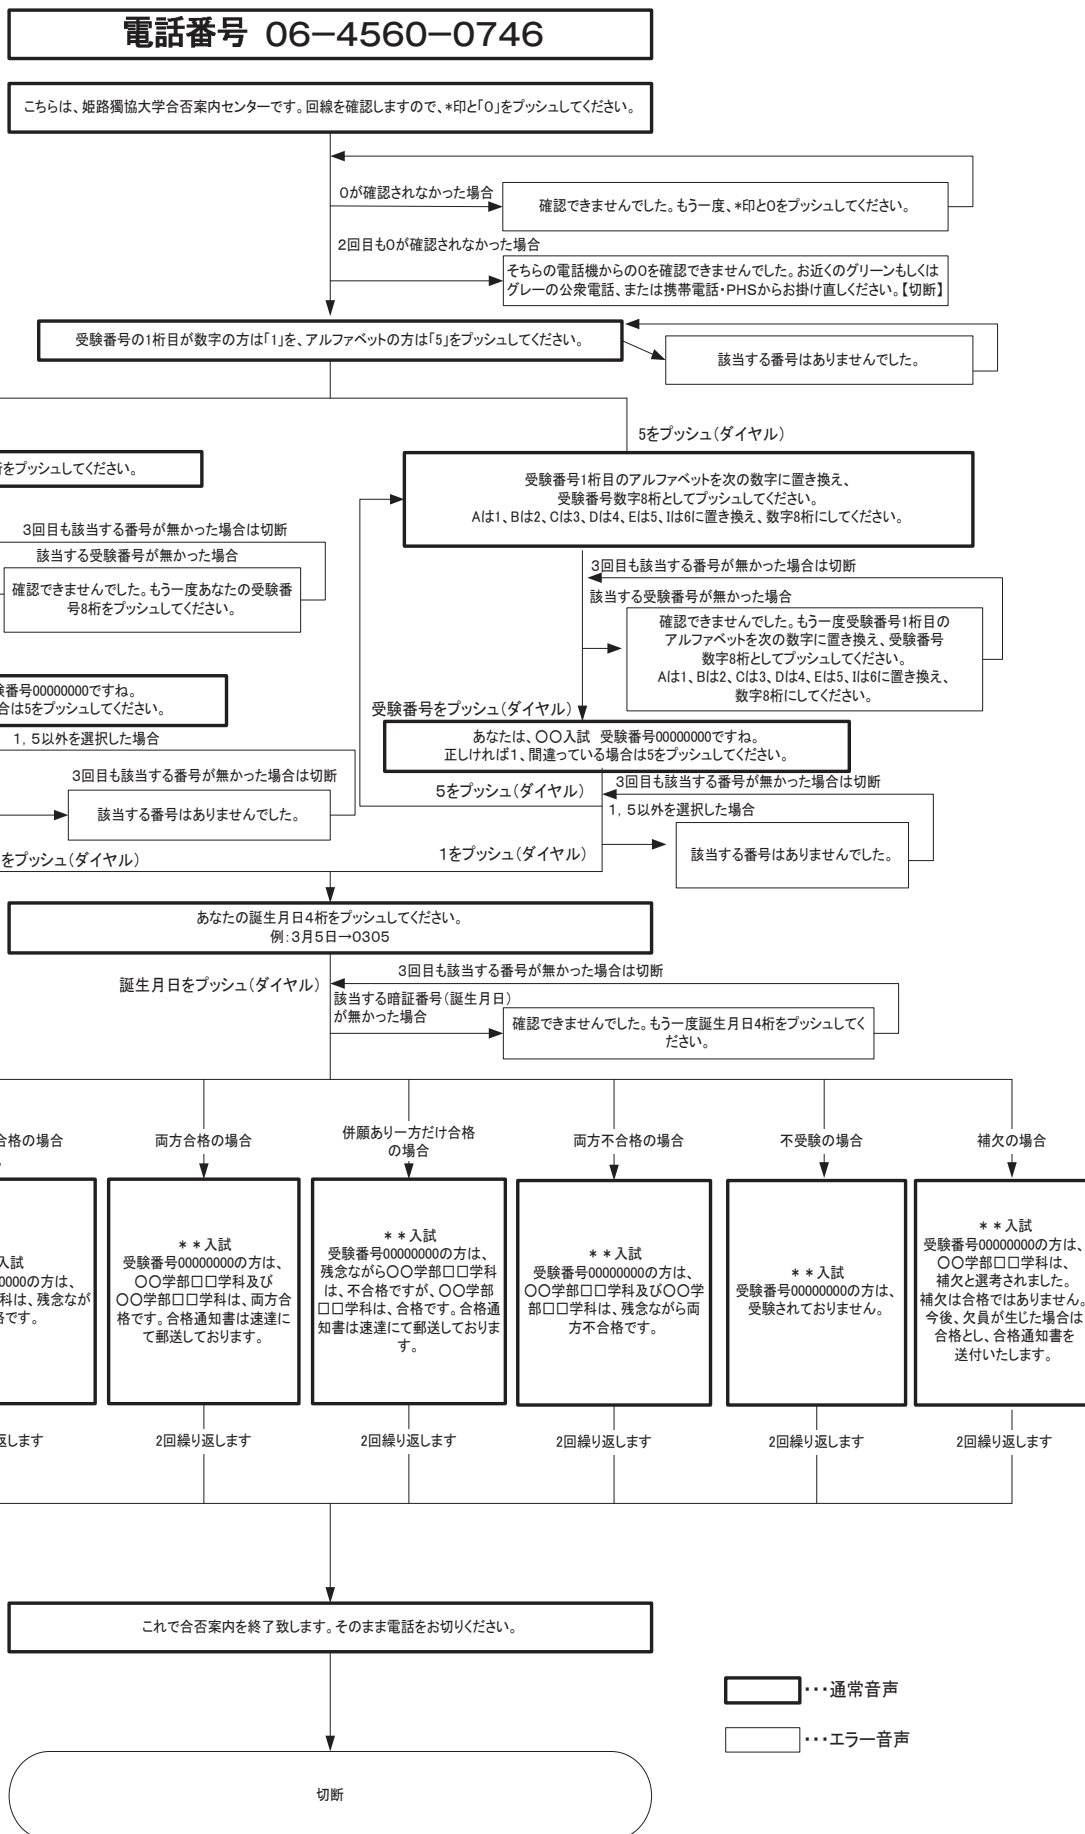 電話番号 06−4560−0746
こちらは、姫路獨協大学合否案内センターです。回線を確認しますので、*印と「0」をプッシュしてください。
0が確認されなかった場合
確認できませんでした。もう一度、*印と0をプッシュしてください。
2回目も0が確認されなかった場合
そちらの電話機からの0を確認できませんでした。お近くのグリーンもしくは
グレーの公衆電話、または携帯電話・PHSからお掛け直しください。【切断】
受験番号の1桁目が数字の方は「1」を、アルファベットの方は「5」をプッシュしてください。
該当する番号はありませんでした。
5をプッシュ(ダイヤル)
をプッシュしてください。
3回目も該当する番号が無かった場合は切断
該当する受験番号が無かった場合
確認できませんでした。もう一度あなたの受験番
号8桁をプッシュしてください。
験番号00000000ですね。
合は5をプッシュしてください。
1, 5以外を選択した場合
3回目も該当する番号が無かった場合は切断
該当する番号はありませんでした。
をプッシュ(ダイヤル)
受験番号1桁目のアルファベットを次の数字に置き換え、
受験番号数字8桁としてプッシュしてください。
Aは1、Bは2、Cは3、Dは4、Eは5、Iは6に置き換え、数字8桁にしてください。
3回目も該当する番号が無かった場合は切断
該当する受験番号が無かった場合
確認できませんでした。もう一度受験番号1桁目の
アルファベットを次の数字に置き換え、受験番号
数字8桁としてプッシュしてください。
Aは1、Bは2、Cは3、Dは4、Eは5、Iは6に置き換え、
数字8桁にしてください。
受験番号をプッシュ(ダイヤル)
あなたは、〇〇入試 受験番号00000000ですね。
正しければ1、間違っている場合は5をプッシュしてください。
5をプッシュ(ダイヤル)
3回目も該当する番号が無かった場合は切断
1, 5以外を選択した場合
該当する番号はありませんでした。
1をプッシュ(ダイヤル)
あなたの誕生月日4桁をプッシュしてください。
例:3月5日→0305
誕生月日をプッシュ(ダイヤル)
3回目も該当する番号が無かった場合は切断
該当する暗証番号(誕生月日)
が無かった場合
確認できませんでした。もう一度誕生月日4桁をプッシュしてく
ださい。
合格の場合
入試
0000の方は、
科は、残念なが
格です。
返します
両方合格の場合
**入試
受験番号00000000の方は、
〇〇学部□□学科及び
〇〇学部□□学科は、両方合
格です。合格通知書は速達に
て郵送しております。
2回繰り返します
併願あり一方だけ合格
の場合
**入試
受験番号00000000の方は、
残念ながら〇〇学部□□学科
は、不合格ですが、〇〇学部
□□学科は、合格です。合格通
知書は速達にて郵送しておりま
す。
2回繰り返します
両方不合格の場合
**入試
受験番号00000000の方は、
〇〇学部□□学科及び〇〇学
部□□学科は、残念ながら両
方不合格です。
2回繰り返します
不受験の場合
**入試
受験番号00000000の方は、
受験されておりません。
2回繰り返します
補欠の場合
**入試
受験番号00000000の方は、
〇〇学部□□学科は、
補欠と選考されました。
補欠は合格ではありません。
今後、欠員が生じた場合は
合格とし、合格通知書を
送付いたします。
2回繰り返します
これで合否案内を終了致します。そのまま電話をお切りください。
・・・通常音声
・・・エラー音声
切断